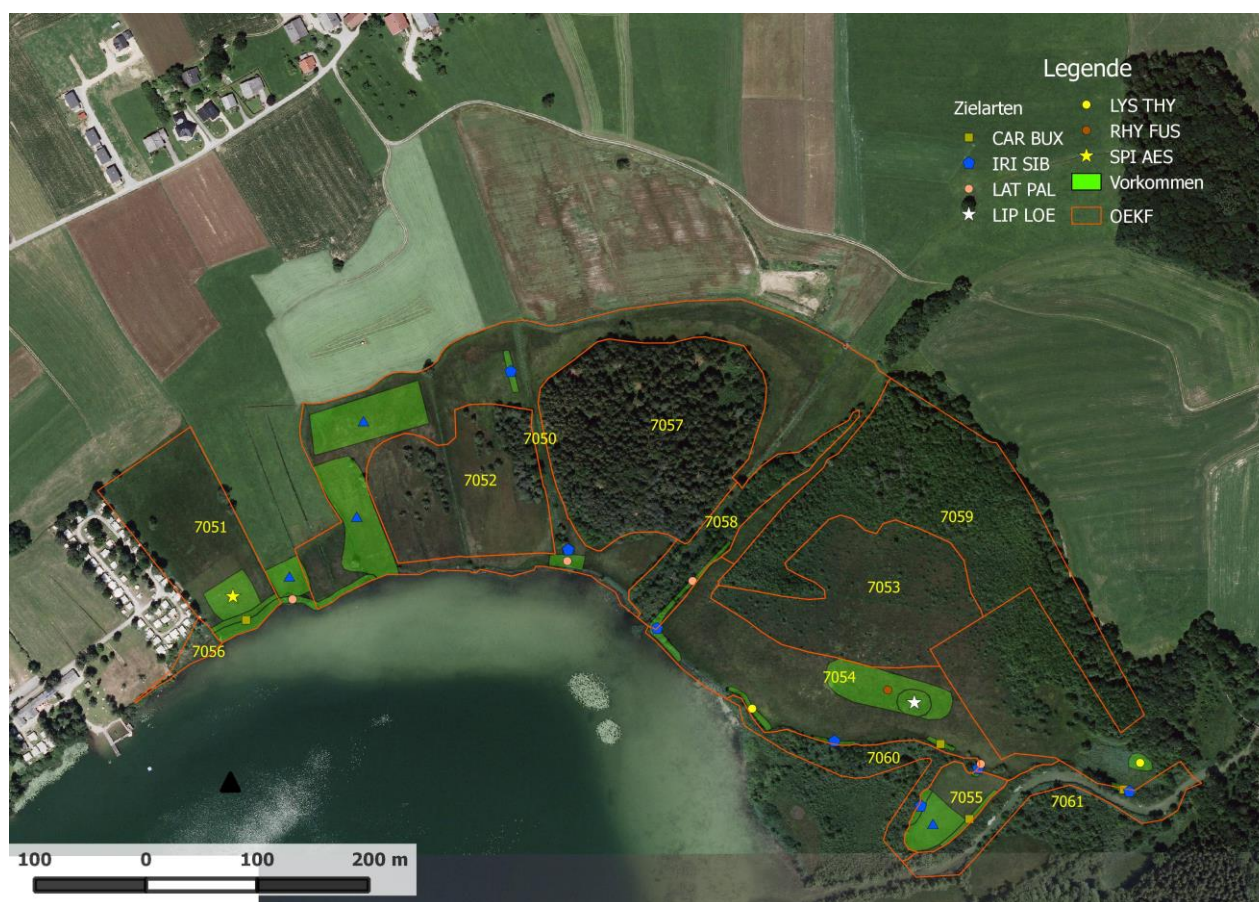 Legende
Zielarten
CAR BUX
IRI SIB
LAT PAL
LIP LOE
LYS THY
RHY FUS
SPI AES
Vorkommen
OEKF
7050
7057
7052
7051
7058
7059
7053
7056
7054
7060
7055
7061
100 0 100 200 m